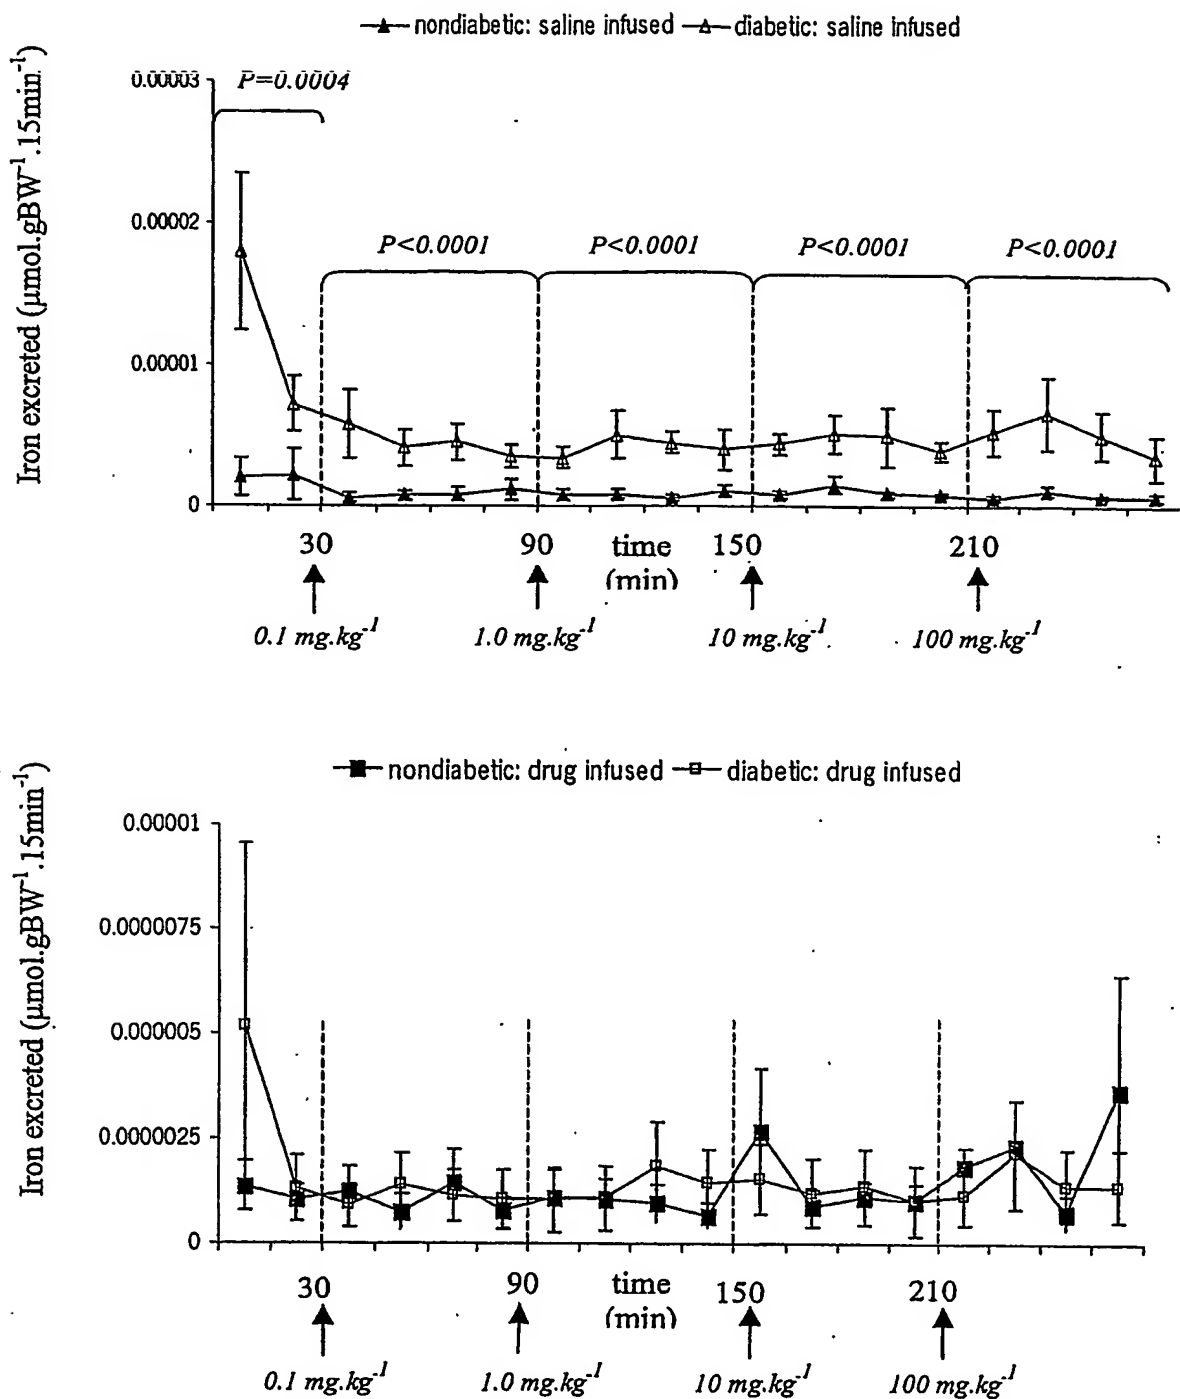 nondiabetic: saline infused diabetic: saline infused
Iron excreted (µmol.gBW⁻¹.15min⁻¹)
0.00003
P=0.0004
0.00002
P<0.0001 P<0.0001 P<0.0001 P<0.0001
0.00001
0
30 90 time (min) 150 210
0.1 mg.kg⁻¹ 1.0 mg.kg⁻¹ 10 mg.kg⁻¹ 100 mg.kg⁻¹
nondiabetic: drug infused diabetic: drug infused
Iron excreted (µmol.gBW⁻¹.15min⁻¹)
0.00001
0.0000075
0.000005
0.0000025
0
30 90 time (min) 150 210
0.1 mg.kg⁻¹ 1.0 mg.kg⁻¹ 10 mg.kg⁻¹ 100 mg.kg⁻¹